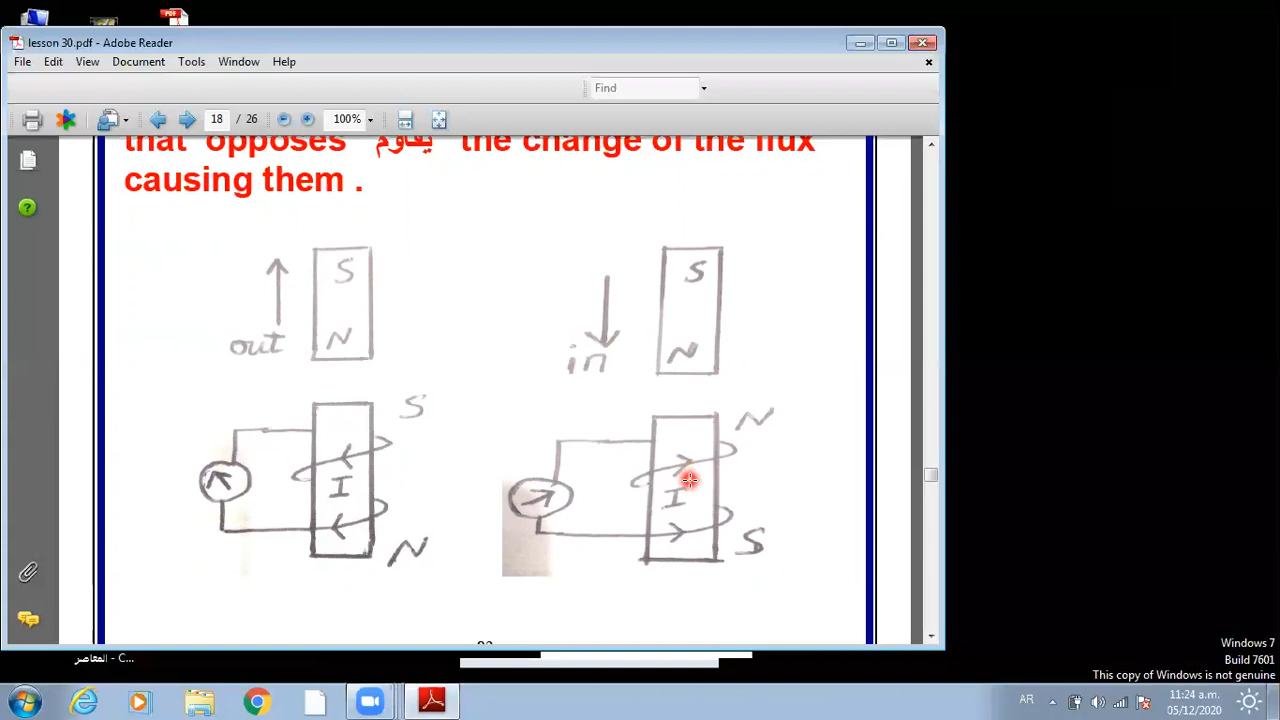 lesson 30.pdf - Adobe Reader
File Edit View Document Tools Window Help
Find
18 / 26 100%
that opposes يقاوم the change of the flux
causing them .
S
N
out
S
I
N
S
N
in
N
I
S
المعاصر - C...
Windows 7
Build 7601
This copy of Windows is not genuine
AR
11:24 a.m.
05/12/2020